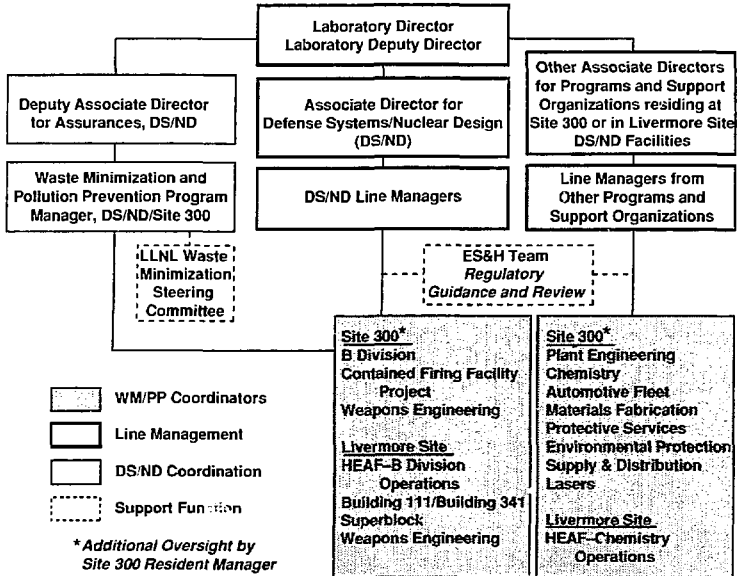 Laboratory Director
Laboratory Deputy Director
Deputy Associate Director
for Assurances, DS/ND
Associate Director for
Defense Systems/Nuclear Design
(DS/ND)
Other Associate Directors
for Programs and Support
Organizations residing at
Site 300 or in Livermore Site
DS/ND Facilities
Waste Minimization and
Pollution Prevention Program
Manager, DS/ND/Site 300
DS/ND Line Managers
Line Managers from
Other Programs and
Support Organizations
LLNL Waste
Minimization
Steering
Committee
ES&H Team
Regulatory
Guidance and Review
Site 300*
B Division
Contained Firing Facility
Project
Weapons Engineering
Livermore Site
HEAF–B Division
Operations
Building 111/Building 341
Superblock
Weapons Engineering
Site 300*
Plant Engineering
Chemistry
Automotive Fleet
Materials Fabrication
Protective Services
Environmental Protection
Supply & Distribution
Lasers
Livermore Site
HEAF–Chemistry
Operations
WM/PP Coordinators
Line Management
DS/ND Coordination
Support Function
*Additional Oversight by
Site 300 Resident Manager